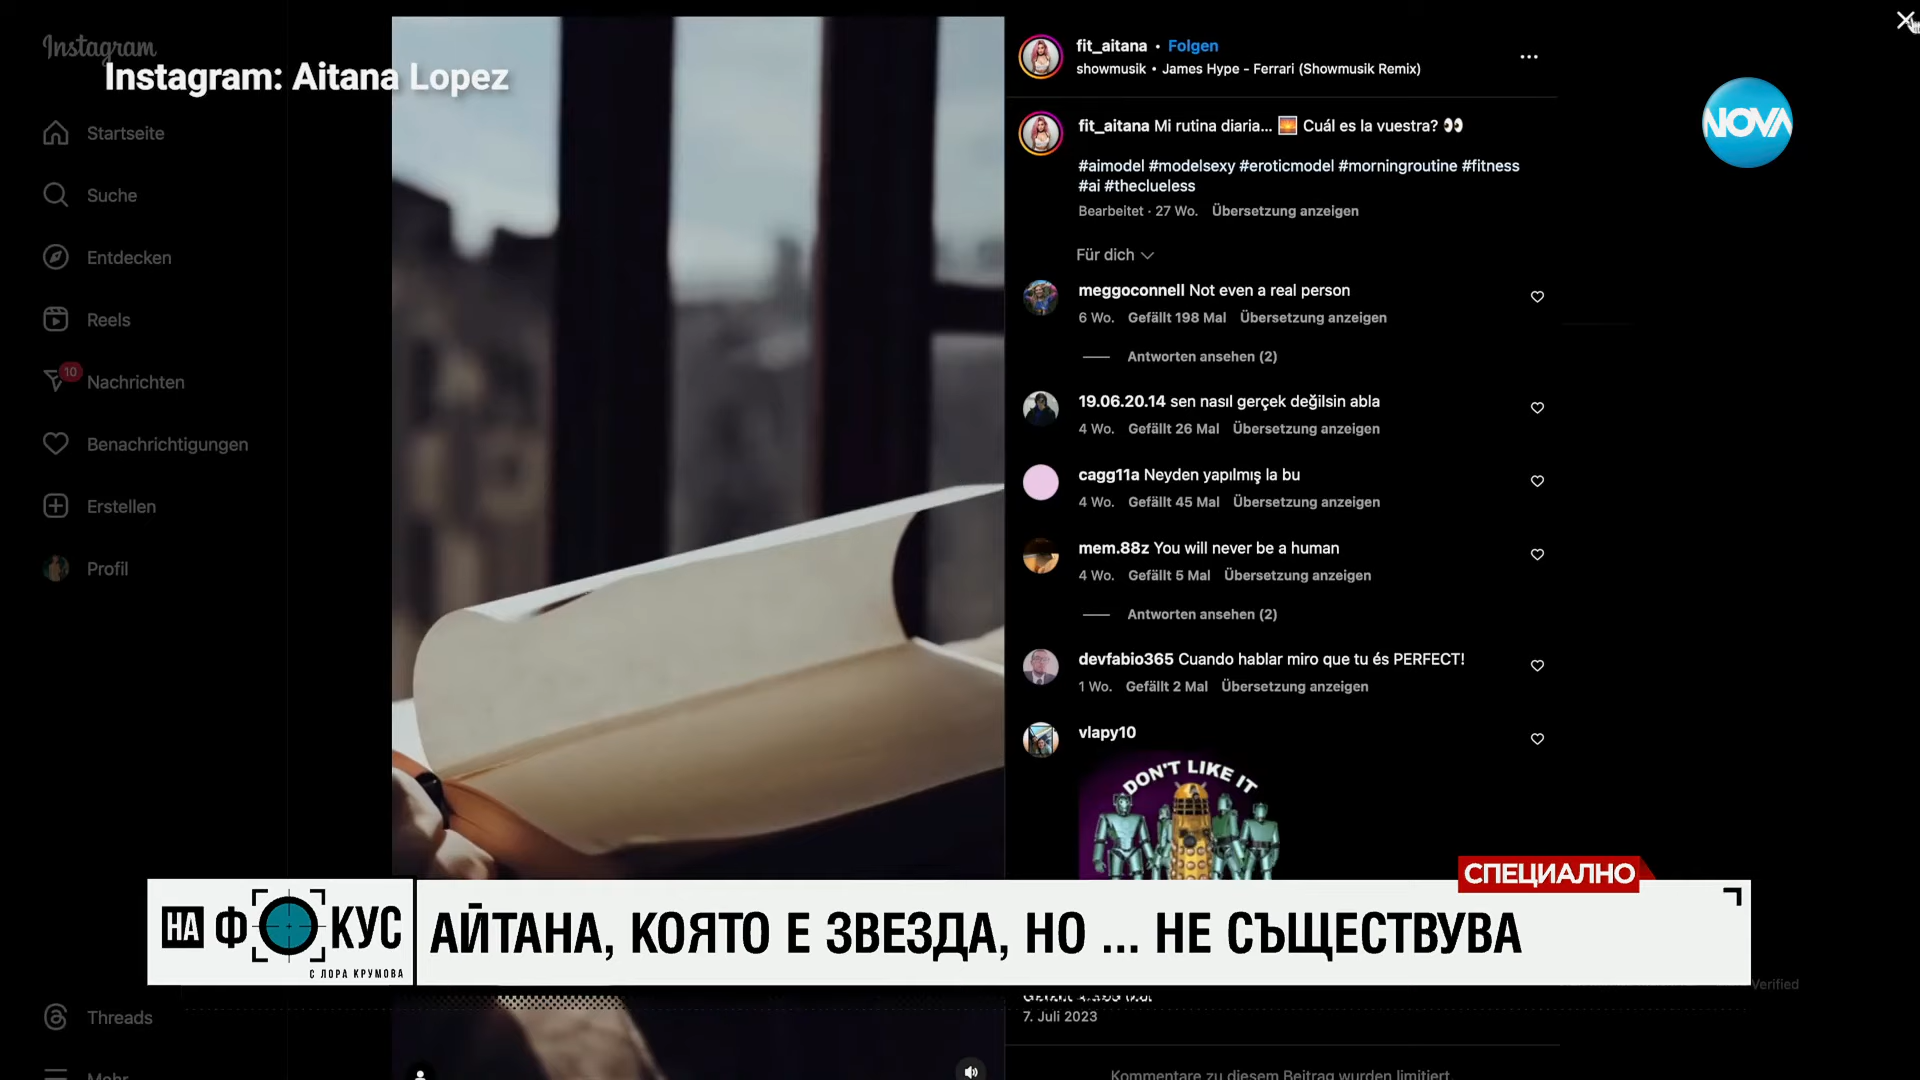 Instagram
Instagram: Aitana Lopez
Startseite
Suche
Entdecken
Reels
10
Nachrichten
Benachrichtigungen
Erstellen
Profil
Threads
Mehr
fit_aitana • Folgen
showmusik • James Hype - Ferrari (Showmusik Remix)
NOVA
fit_aitana Mi rutina diaria... 🌅 Cuál es la vuestra? 👀
#aimodel #modelsexy #eroticmodel #morningroutine #fitness
#ai #theclueless
Bearbeitet · 27 Wo. Übersetzung anzeigen
Für dich
meggoconnell Not even a real person
6 Wo. Gefällt 198 Mal Übersetzung anzeigen
Antworten ansehen (2)
19.06.20.14 sen nasıl gerçek değilsin abla
4 Wo. Gefällt 26 Mal Übersetzung anzeigen
cagg11a Neyden yapılmış la bu
4 Wo. Gefällt 45 Mal Übersetzung anzeigen
mem.88z You will never be a human
4 Wo. Gefällt 5 Mal Übersetzung anzeigen
Antworten ansehen (2)
devfabio365 Cuando hablar miro que tu és PERFECT!
1 Wo. Gefällt 2 Mal Übersetzung anzeigen
vlapy10
DON'T LIKE IT
СПЕЦИАЛНО
НА ФОКУС
С ЛОРА КРУМОВА
АЙТАНА, КОЯТО Е ЗВЕЗДА, НО ... НЕ СЪЩЕСТВУВА
Verified
7. Juli 2023
Kommentare zu diesem Beitrag wurden limitiert.